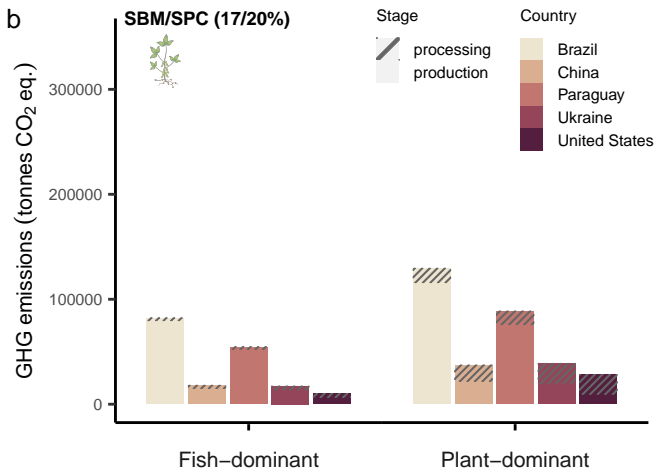 b
SBM/SPC (17/20%)
Stage
processing
production
Country
Brazil
China
Paraguay
Ukraine
United States
GHG emissions (tonnes CO₂ eq.)
300000
200000
100000
0
Fish−dominant
Plant−dominant